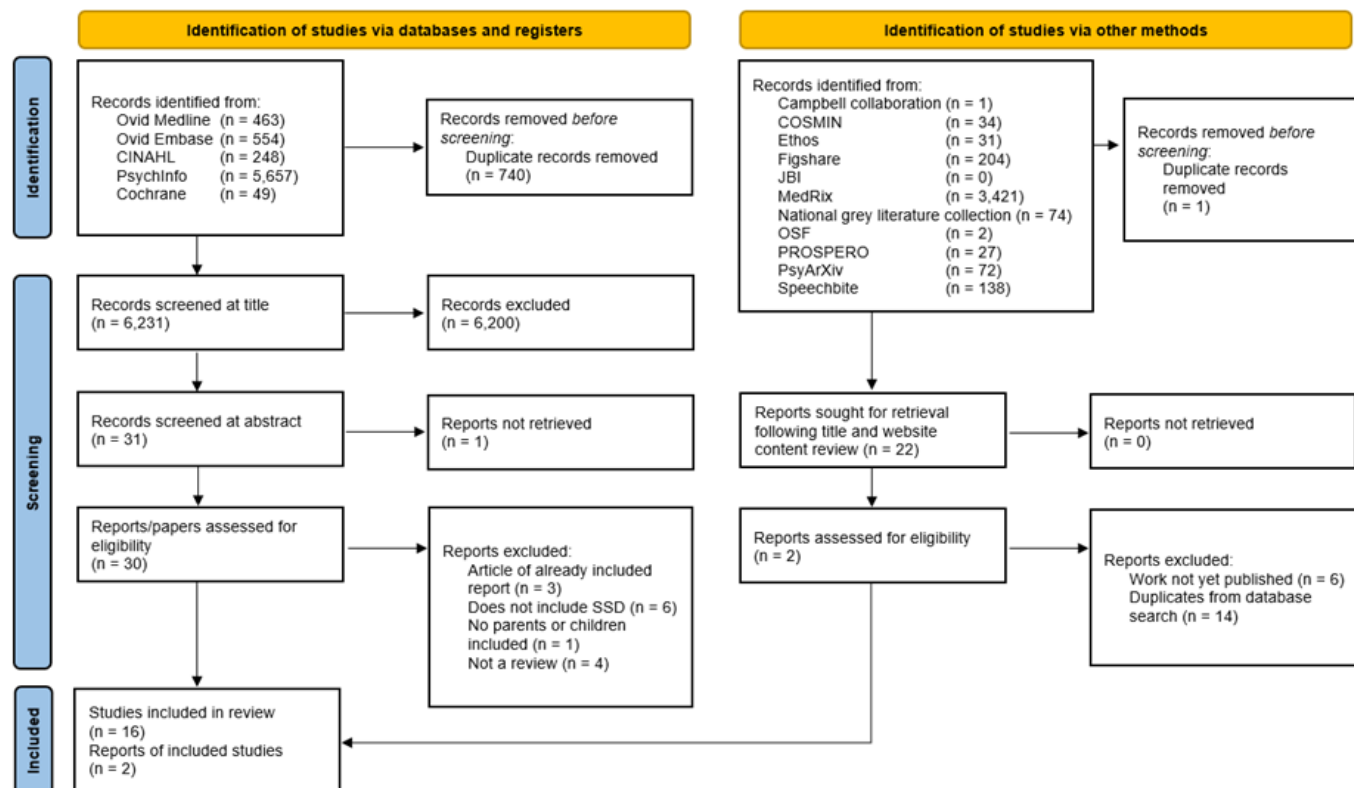 Identification of studies via databases and registers
Identification of studies via other methods
Identification
Records identified from:
Ovid Medline (n = 463)
Ovid Embase (n = 554)
CINAHL (n = 248)
PsychInfo (n = 5,657)
Cochrane (n = 49)
Records removed before
screening:
Duplicate records removed
(n = 740)
Records identified from:
Campbell collaboration (n = 1)
COSMIN (n = 34)
Ethos (n = 31)
Figshare (n = 204)
JBI (n = 0)
MedRix (n = 3,421)
National grey literature collection (n = 74)
OSF (n = 2)
PROSPERO (n = 27)
PsyArXiv (n = 72)
Speechbite (n = 138)
Records removed before
screening:
Duplicate records
removed
(n = 1)
Screening
Records screened at title
(n = 6,231)
Records excluded
(n = 6,200)
Records screened at abstract
(n = 31)
Reports not retrieved
(n = 1)
Reports sought for retrieval
following title and website
content review (n = 22)
Reports not retrieved
(n = 0)
Reports/papers assessed for
eligibility
(n = 30)
Reports excluded:
Article of already included
report (n = 3)
Does not include SSD (n = 6)
No parents or children
included (n = 1)
Not a review (n = 4)
Reports assessed for eligibility
(n = 2)
Reports excluded:
Work not yet published (n = 6)
Duplicates from database
search (n = 14)
Included
Studies included in review
(n = 16)
Reports of included studies
(n = 2)